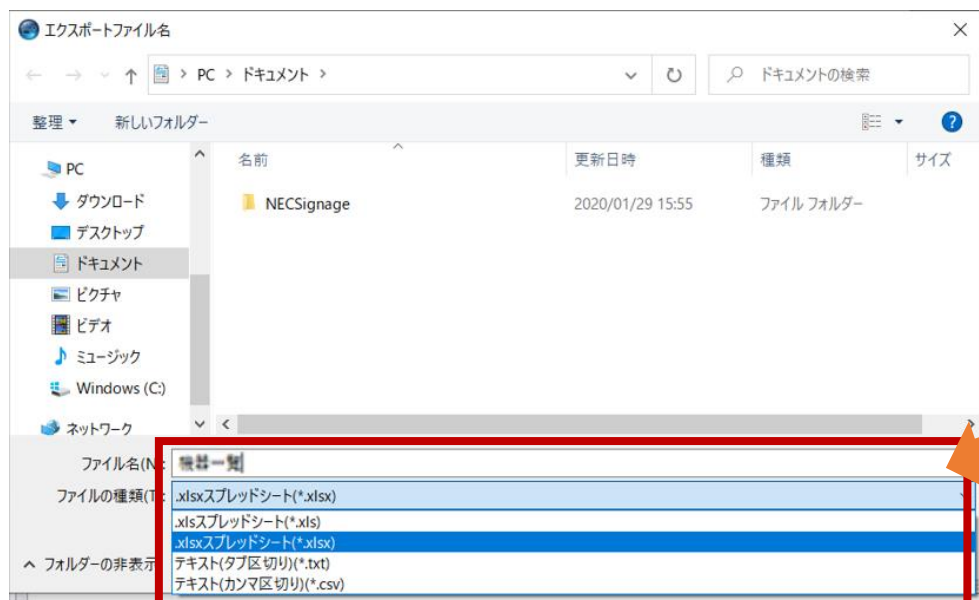 エクスポートファイル名
PC > ドキュメント >
ドキュメントの検索
整理
新しいフォルダー
名前
更新日時
種類
サイズ
PC
ダウンロード
デスクトップ
ドキュメント
ピクチャ
ビデオ
ミュージック
Windows (C:)
ネットワーク
NECSignage
2020/01/29 15:55
ファイル フォルダー
ファイル名(N):
機器一覧
ファイルの種類(T):
.xlsxスプレッドシート(*.xlsx)
.xlsスプレッドシート(*.xls)
.xlsxスプレッドシート(*.xlsx)
テキスト(タブ区切り)(*.txt)
テキスト(カンマ区切り)(*.csv)
フォルダーの非表示